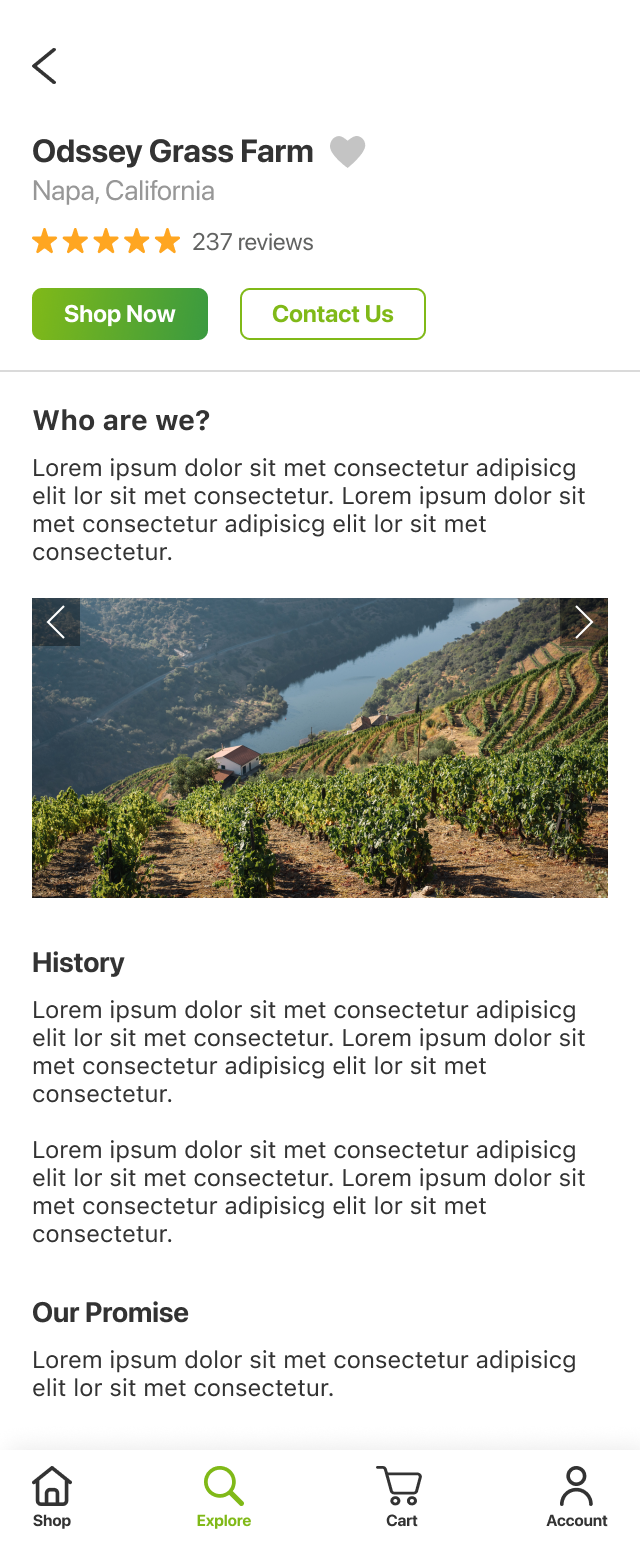 Odssey Grass Farm
Napa, California
237 reviews
Shop Now
Contact Us
Who are we?
Lorem ipsum dolor sit met consectetur adipisicg
elit lor sit met consectetur. Lorem ipsum dolor sit
met consectetur adipisicg elit lor sit met
consectetur.
History
Lorem ipsum dolor sit met consectetur adipisicg
elit lor sit met consectetur. Lorem ipsum dolor sit
met consectetur adipisicg elit lor sit met
consectetur.
Lorem ipsum dolor sit met consectetur adipisicg
elit lor sit met consectetur. Lorem ipsum dolor sit
met consectetur adipisicg elit lor sit met
consectetur.
Our Promise
Lorem ipsum dolor sit met consectetur adipisicg
elit lor sit met consectetur.
Shop
Explore
Cart
Account